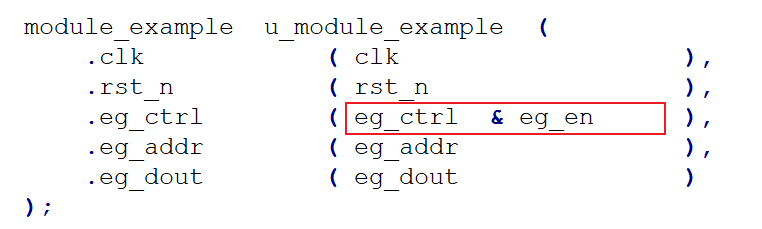 module_example  u_module_example  (
    .clk            ( clk                   ),
    .rst_n          ( rst_n                 ),
    .eg_ctrl        ( eg_ctrl  & eg_en      ),
    .eg_addr        ( eg_addr               ),
    .eg_dout        ( eg_dout               )
);